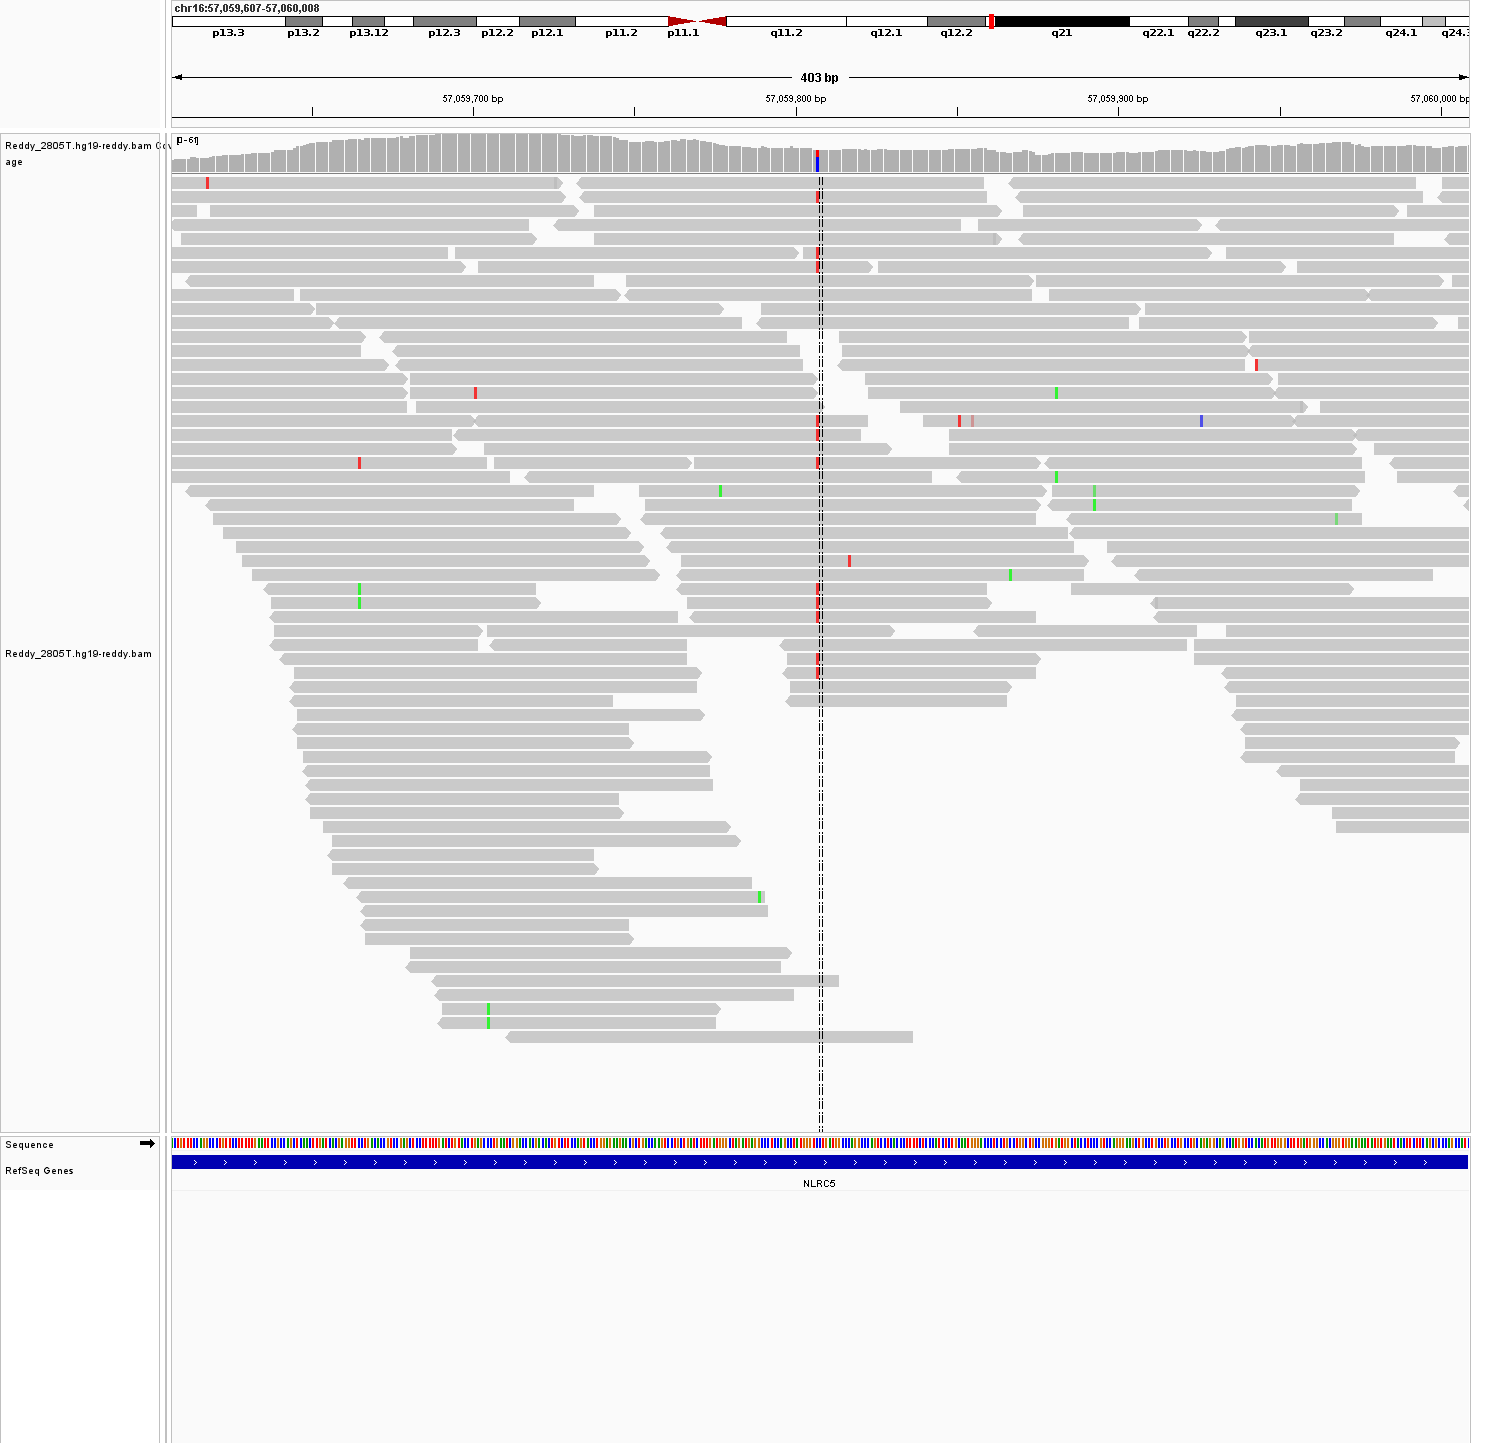 chr16:57,059,607-57,060,008
p13.3 p13.2 p13.12 p12.3 p12.2 p12.1 p11.2 p11.1 q11.2 q12.1 q12.2 q21 q22.1 q22.2 q23.1 q23.2 q24.1 q24.3
403 bp
57,059,700 bp 57,059,800 bp 57,059,900 bp 57,060,000 bp
[0-61]
Reddy_2805T.hg19-reddy.bam Cov
age
Reddy_2805T.hg19-reddy.bam
Sequence
RefSeq Genes
NLRC5